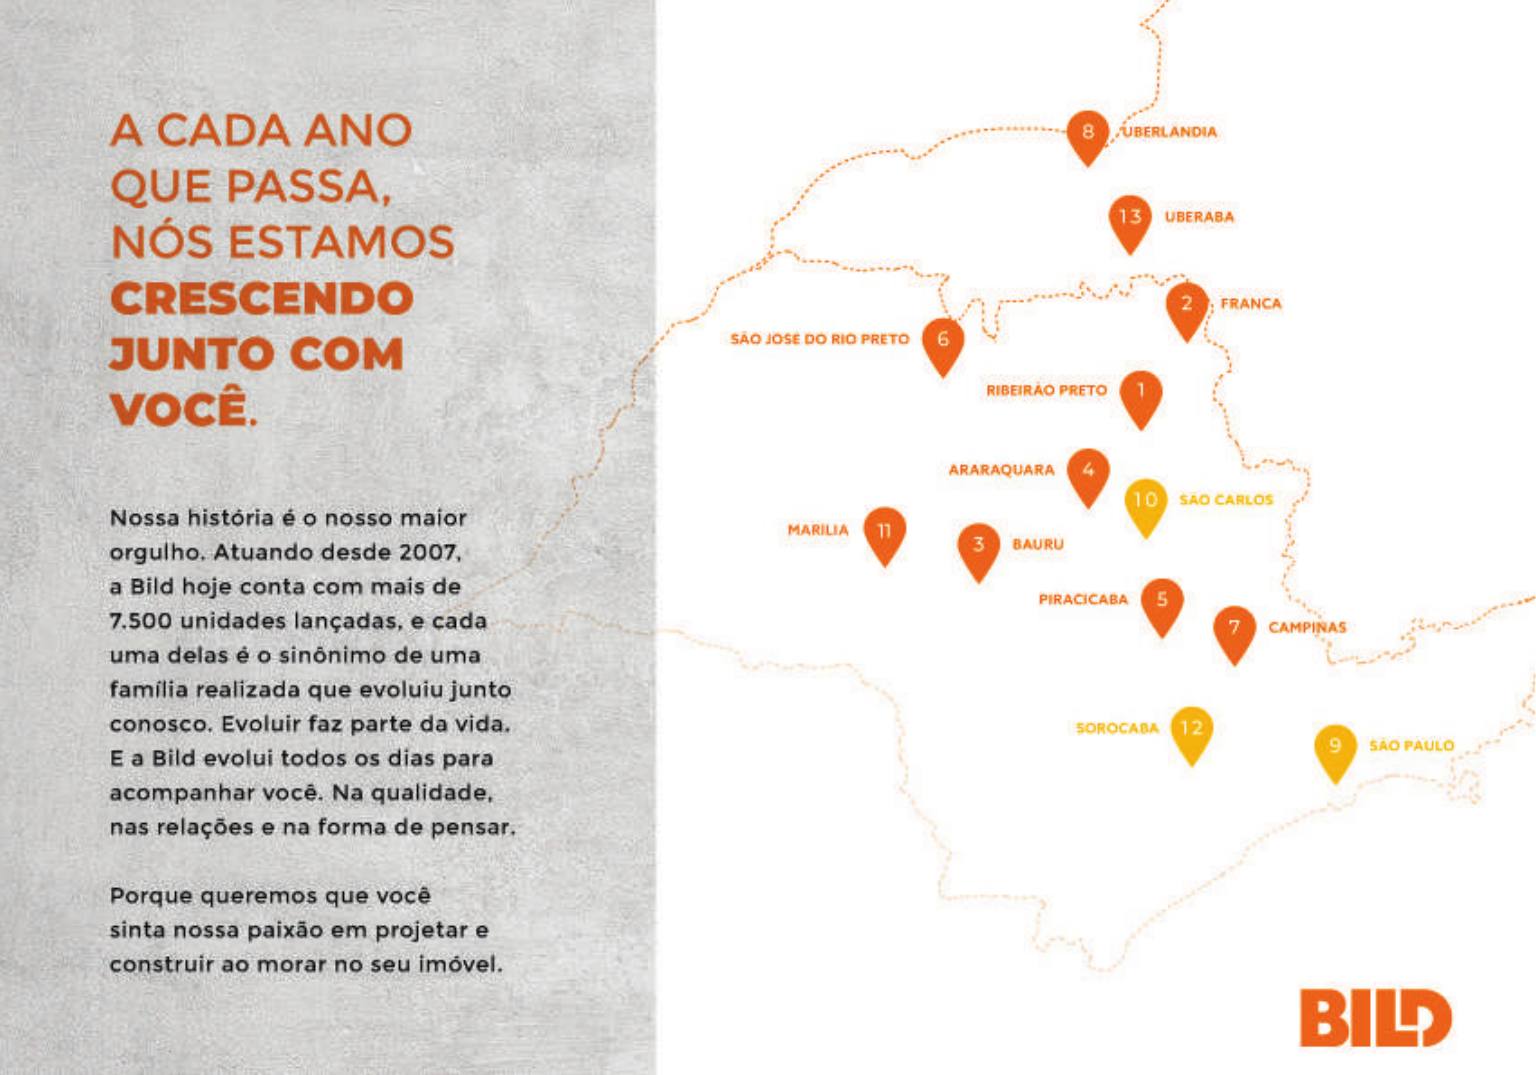 A CADA ANO
QUE PASSA,
NÓS ESTAMOS
CRESCENDO
JUNTO COM
VOCÊ.
Nossa história é o nosso maior
orgulho. Atuando desde 2007,
a Bild hoje conta com mais de
7.500 unidades lançadas, e cada
uma delas é o sinônimo de uma
família realizada que evoluiu junto
conosco. Evoluir faz parte da vida.
E a Bild evolui todos os dias para
acompanhar você. Na qualidade,
nas relações e na forma de pensar.
Porque queremos que você
sinta nossa paixão em projetar e
construir ao morar no seu imóvel.
8 UBERLÂNDIA
13 UBERABA
2 FRANCA
SÃO JOSÉ DO RIO PRETO 6
RIBEIRÃO PRETO 1
ARARAQUARA 4
10 SÃO CARLOS
MARÍLIA 11
3 BAURU
PIRACICABA 5
7 CAMPINAS
SOROCABA 12
9 SÃO PAULO
BILD